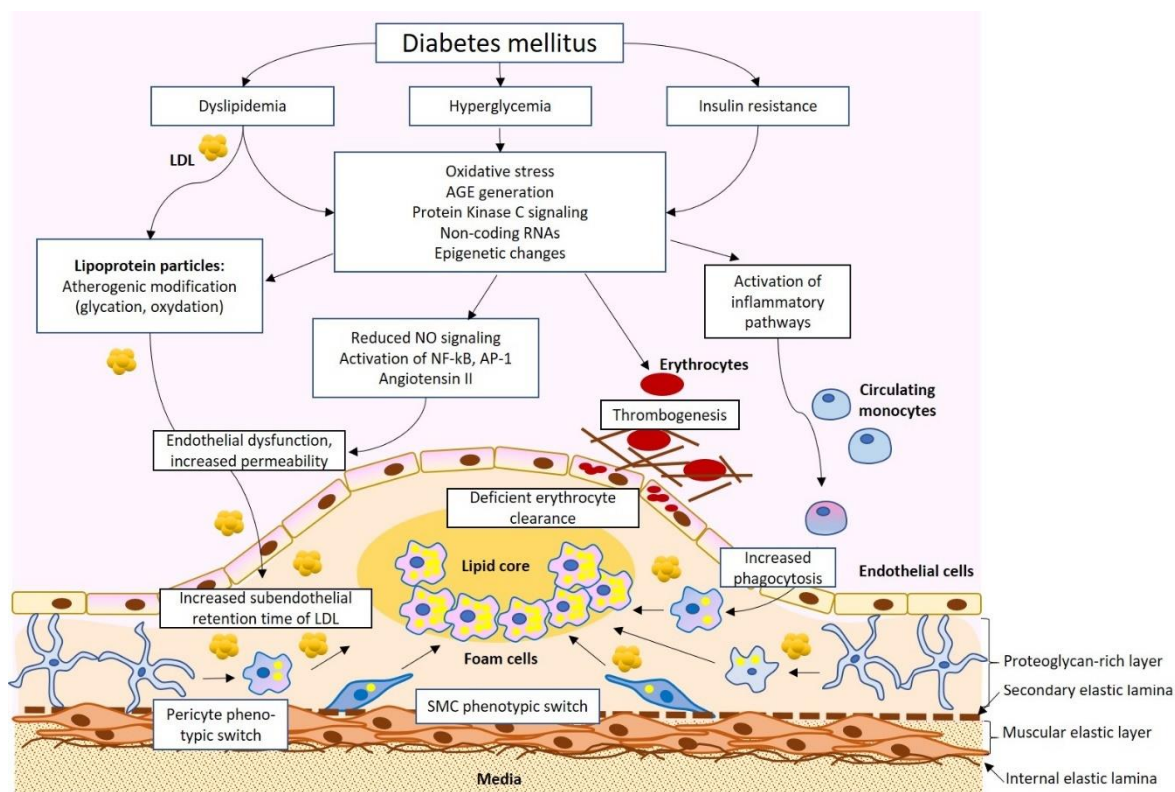 Diabetes mellitus
Dyslipidemia
Hyperglycemia
Insulin resistance
LDL
Oxidative stress
AGE generation
Protein Kinase C signaling
Non-coding RNAs
Epigenetic changes
Lipoprotein particles:
Atherogenic modification
(glycation, oxydation)
Activation of
inflammatory
pathways
Reduced NO signaling
Activation of NF-kB, AP-1
Angiotensin II
Erythrocytes
Circulating
monocytes
Thrombogenesis
Endothelial dysfunction,
increased permeability
Deficient erythrocyte
clearance
Lipid core
Increased
phagocytosis
Endothelial cells
Increased subendothelial
retention time of LDL
Foam cells
Proteoglycan-rich layer
Secondary elastic lamina
Pericyte pheno-
typic switch
SMC phenotypic switch
Muscular elastic layer
Media
Internal elastic lamina